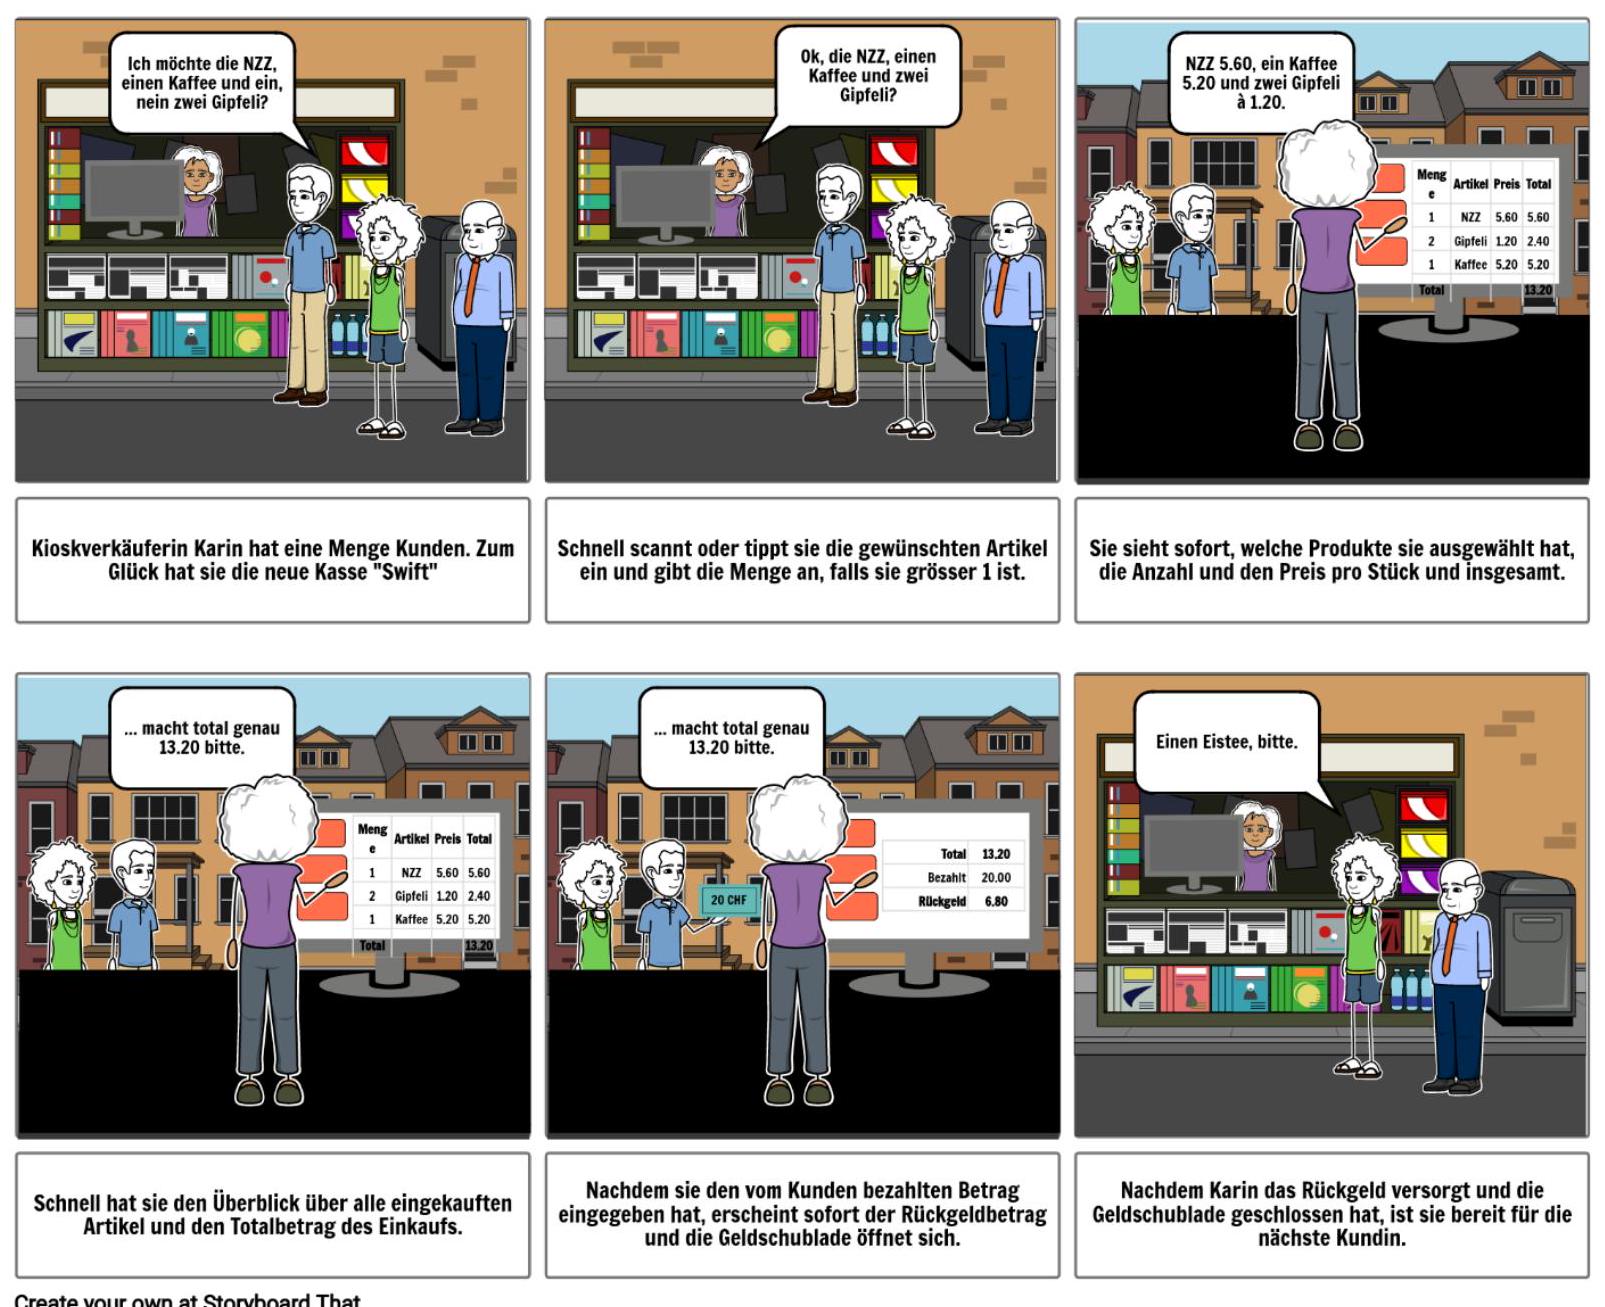 Ich möchte die NZZ,
einen Kaffee und ein,
nein zwei Gipfeli?
Ok, die NZZ, einen
Kaffee und zwei
Gipfeli?
NZZ 5.60, ein Kaffee
5.20 und zwei Gipfeli
à 1.20.
Meng
e Artikel Preis Total
1 NZZ 5.60 5.60
2 Gipfeli 1.20 2.40
1 Kaffee 5.20 5.20
Total 13.20
Kioskverkäuferin Karin hat eine Menge Kunden. Zum
Glück hat sie die neue Kasse "Swift"
Schnell scannt oder tippt sie die gewünschten Artikel
ein und gibt die Menge an, falls sie grösser 1 ist.
Sie sieht sofort, welche Produkte sie ausgewählt hat,
die Anzahl und den Preis pro Stück und insgesamt.
... macht total genau
13.20 bitte.
Meng
e Artikel Preis Total
1 NZZ 5.60 5.60
2 Gipfeli 1.20 2.40
1 Kaffee 5.20 5.20
Total 13.20
... macht total genau
13.20 bitte.
20 CHF
Total 13,20
Bezahlt 20.00
Rückgeld 6.80
Einen Eistee, bitte.
Schnell hat sie den Überblick über alle eingekauften
Artikel und den Totalbetrag des Einkaufs.
Nachdem sie den vom Kunden bezahlten Betrag
eingegeben hat, erscheint sofort der Rückgeldbetrag
und die Geldschublade öffnet sich.
Nachdem Karin das Rückgeld versorgt und die
Geldschublade geschlossen hat, ist sie bereit für die
nächste Kundin.
Create your own at Storyboard That